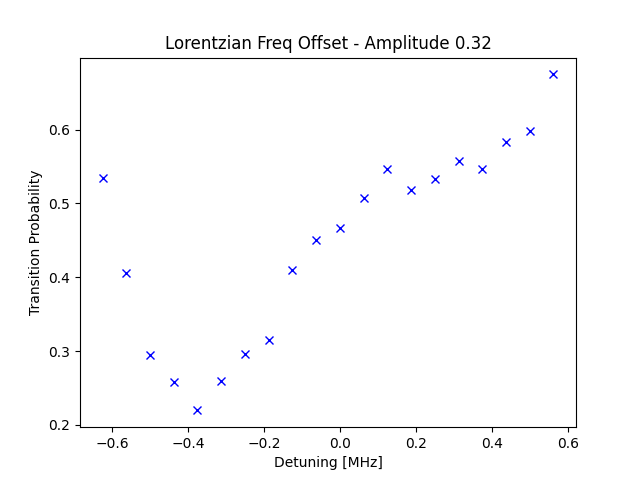 Lorentzian Freq Offset - Amplitude 0.32
Transition Probability
0.6
0.5
0.4
0.3
0.2
−0.6 −0.4 −0.2 0.0 0.2 0.4 0.6
Detuning [MHz]